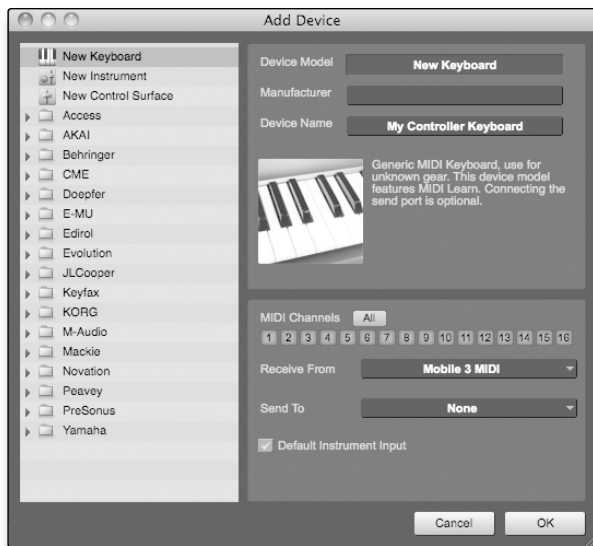 Add Device
New Keyboard
New Instrument
New Control Surface
Access
AKAI
Behringer
CME
Doepfer
E-MU
Edirol
Evolution
JLCooper
Keyfax
KORG
M-Audio
Mackie
Novation
Peavey
PreSonus
Yamaha
Device Model New Keyboard
Manufacturer
Device Name My Controller Keyboard
Generic MIDI Keyboard, use for
unknown gear. This device model
features MIDI Learn. Connecting the
send port is optional.
MIDI Channels All
1 2 3 4 5 6 7 8 9 10 11 12 13 14 15 16
Receive From Mobile 3 MIDI
Send To None
Default Instrument Input
Cancel OK